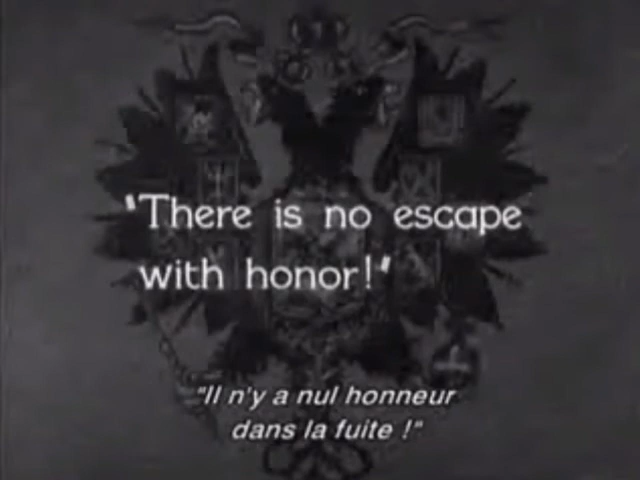 "There is no escape
with honor!"
"Il n'y a nul honneur
dans la fuite !"